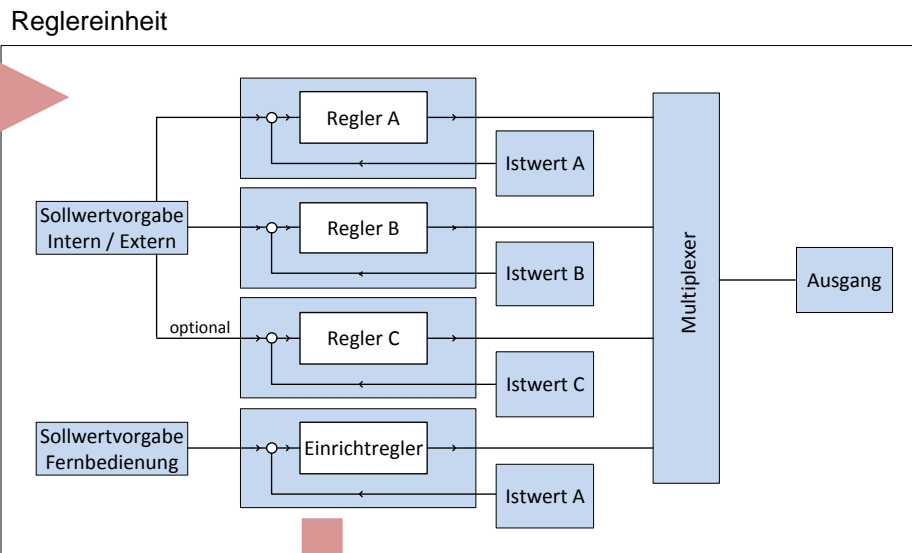 Reglereinheit
Regler A
Istwert A
Sollwertvorgabe
Intern / Extern
Regler B
Istwert B
optional
Regler C
Istwert C
Sollwertvorgabe
Fernbedienung
Einrichtregler
Istwert A
Multiplexer
Ausgang